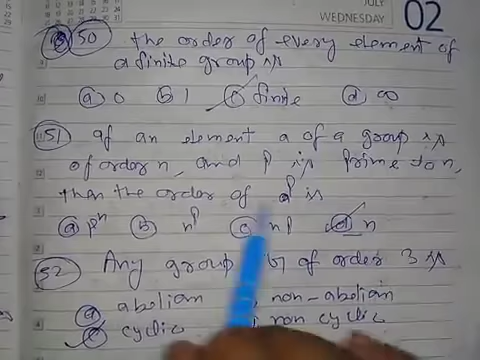 JULY
WEDNESDAY 02
50 the order of every element of
a finite group is
(a) 0 (b) 1 (c) finite (d) ∞
51 If an element a of a group is
of order n, and P is Prime to n,
then the order of a^p is
(a) p^n (b) n^p (c) np (d) n
52 Any group of order 3 is
(a) abelian non-abelian
(c) cyclic non cyclic